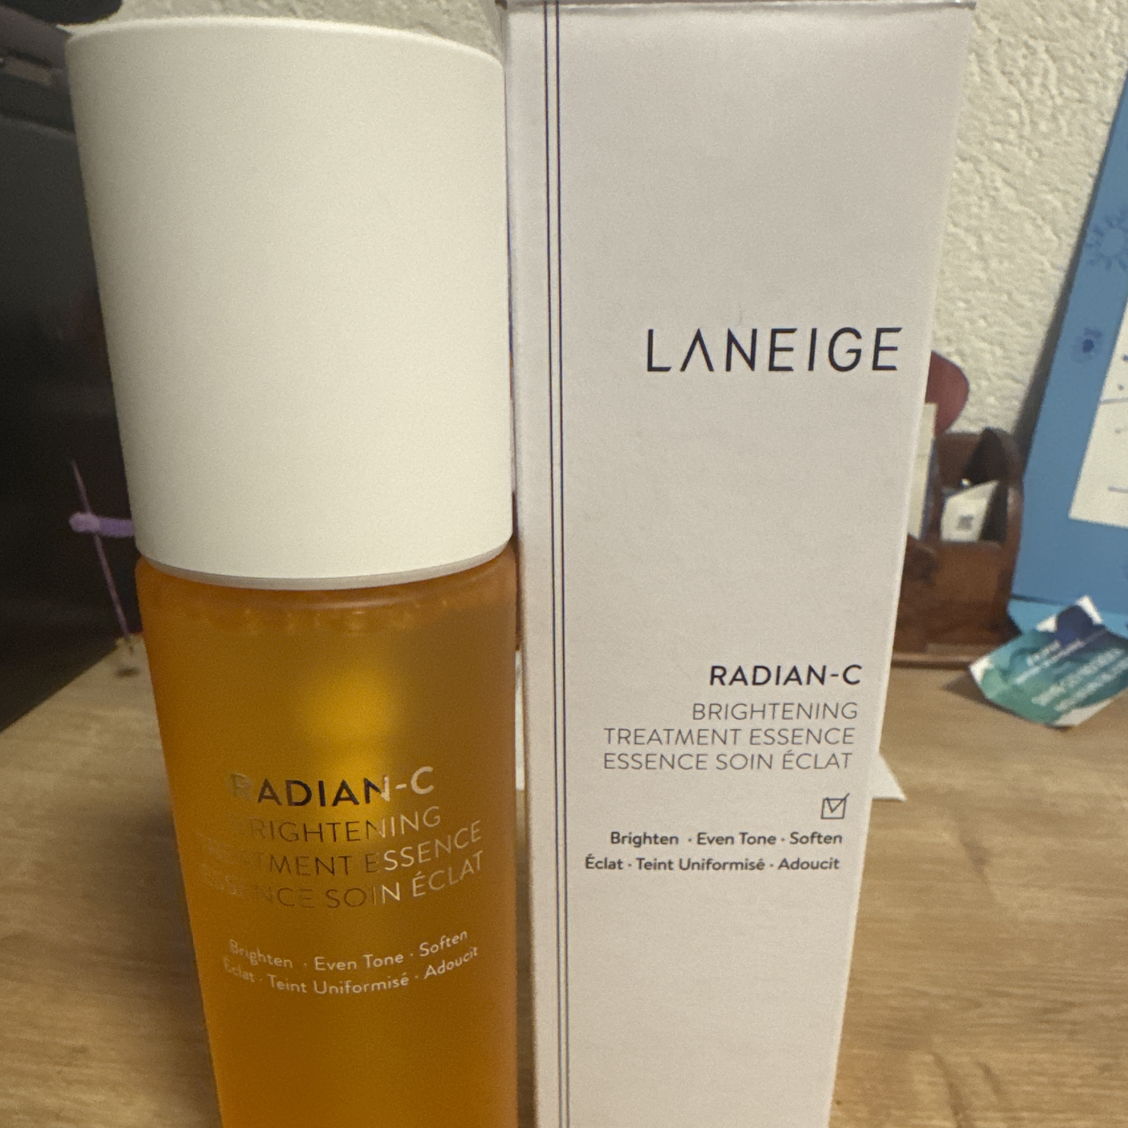 RADIAN-C
BRIGHTENING
TREATMENT ESSENCE
ESSENCE SOIN ÉCLAT
Brighten · Even Tone · Soften
Éclat · Teint Uniformisé · Adoucit
LANEIGE
RADIAN-C
BRIGHTENING
TREATMENT ESSENCE
ESSENCE SOIN ÉCLAT
Brighten · Even Tone · Soften
Éclat · Teint Uniformisé · Adoucit